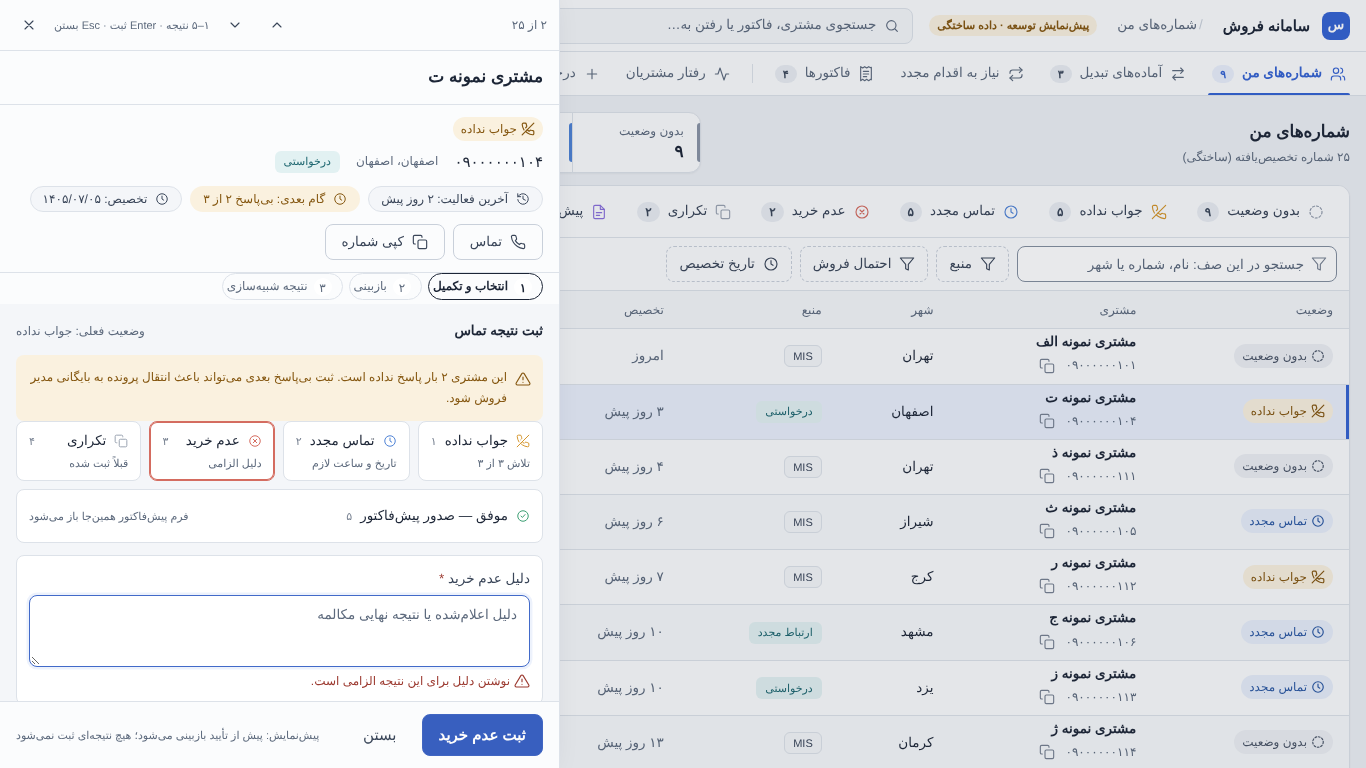 س
سامانه فروش
/ شماره‌های من
پیش‌نمایش توسعه · داده ساختگی
جستجوی مشتری، فاکتور یا رفتن به…
شماره‌های من ۹
آماده‌های تبدیل ۳
نیاز به اقدام مجدد
فاکتورها ۴
رفتار مشتریان
شماره‌های من
۲۵ شماره تخصیص‌یافته (ساختگی)
بدون وضعیت
۹
بدون وضعیت ۹
جواب نداده ۵
تماس مجدد ۵
عدم خرید ۲
تکراری ۲
جستجو در این صفحه: نام، شماره یا شهر
منبع
احتمال فروش
تاریخ تخصیص
وضعیت مشتری شهر منبع تخصیص
بدون وضعیت مشتری نمونه الف ۰۹۰۰۰۰۰۰۱۰۱ تهران MIS امروز
جواب نداده مشتری نمونه ت ۰۹۰۰۰۰۰۰۱۰۴ اصفهان درخواستی ۳ روز پیش
بدون وضعیت مشتری نمونه ذ ۰۹۰۰۰۰۰۰۱۱۱ تهران MIS ۴ روز پیش
تماس مجدد مشتری نمونه ث ۰۹۰۰۰۰۰۰۱۰۵ شیراز MIS ۶ روز پیش
جواب نداده مشتری نمونه ر ۰۹۰۰۰۰۰۰۱۱۲ کرج MIS ۷ روز پیش
تماس مجدد مشتری نمونه ج ۰۹۰۰۰۰۰۰۱۰۶ مشهد ارتباط مجدد ۱۰ روز پیش
تماس مجدد مشتری نمونه ز ۰۹۰۰۰۰۰۰۱۱۳ یزد درخواستی ۱۰ روز پیش
بدون وضعیت مشتری نمونه ژ ۰۹۰۰۰۰۰۰۱۱۴ کرمان MIS ۱۳ روز پیش
۲ از ۲۵
۱–۵ نتیجه · Enter ثبت · Esc بستن
مشتری نمونه ت
جواب نداده
۰۹۰۰۰۰۰۰۱۰۴ اصفهان، اصفهان درخواستی
آخرین فعالیت: ۲ روز پیش
گام بعدی: بی‌پاسخ ۲ از ۳
تخصیص: ۱۴۰۵/۰۷/۰۵
تماس
کپی شماره
۱ انتخاب و تکمیل
۲ بازبینی
۳ نتیجه شبیه‌سازی
ثبت نتیجه تماس
وضعیت فعلی: جواب نداده
این مشتری ۲ بار پاسخ نداده است. ثبت بی‌پاسخ بعدی می‌تواند باعث انتقال پرونده به بایگانی مدیر
فروش شود.
جواب نداده ۱
تلاش ۳ از ۳
تماس مجدد ۲
تاریخ و ساعت لازم
عدم خرید ۳
دلیل الزامی
تکراری ۴
قبلاً ثبت شده
موفق — صدور پیش‌فاکتور ۵
فرم پیش‌فاکتور همین‌جا باز می‌شود
دلیل عدم خرید *
دلیل اعلام‌شده یا نتیجه نهایی مکالمه
نوشتن دلیل برای این نتیجه الزامی است.
ثبت عدم خرید
بستن
پیش‌نمایش: پیش از تأیید بازبینی می‌شود؛ هیچ نتیجه‌ای ثبت نمی‌شود